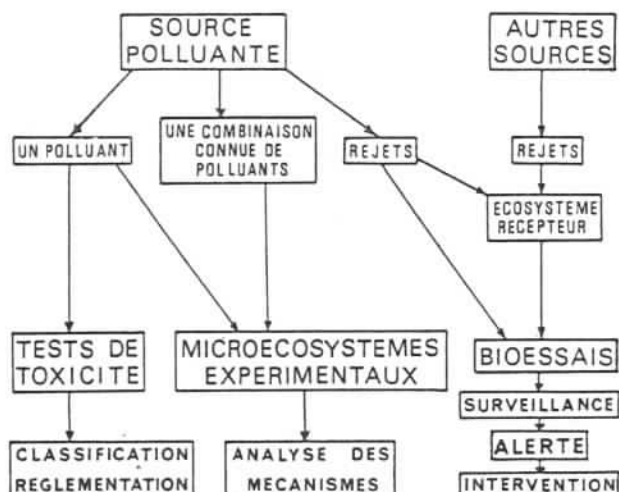 SOURCE
POLLUANTE
AUTRES
SOURCES
UN POLLUANT
UNE COMBINAISON
CONNUE DE
POLLUANTS
REJETS
REJETS
ECOSYSTEME
RECEPTEUR
TESTS DE
TOXICITE
MICROECOSYSTEMES
EXPERIMENTAUX
BIOESSAIS
SURVEILLANCE
ALERTE
INTERVENTION
CLASSIFICATION
REGLEMENTATION
ANALYSE DES
MECANISMES